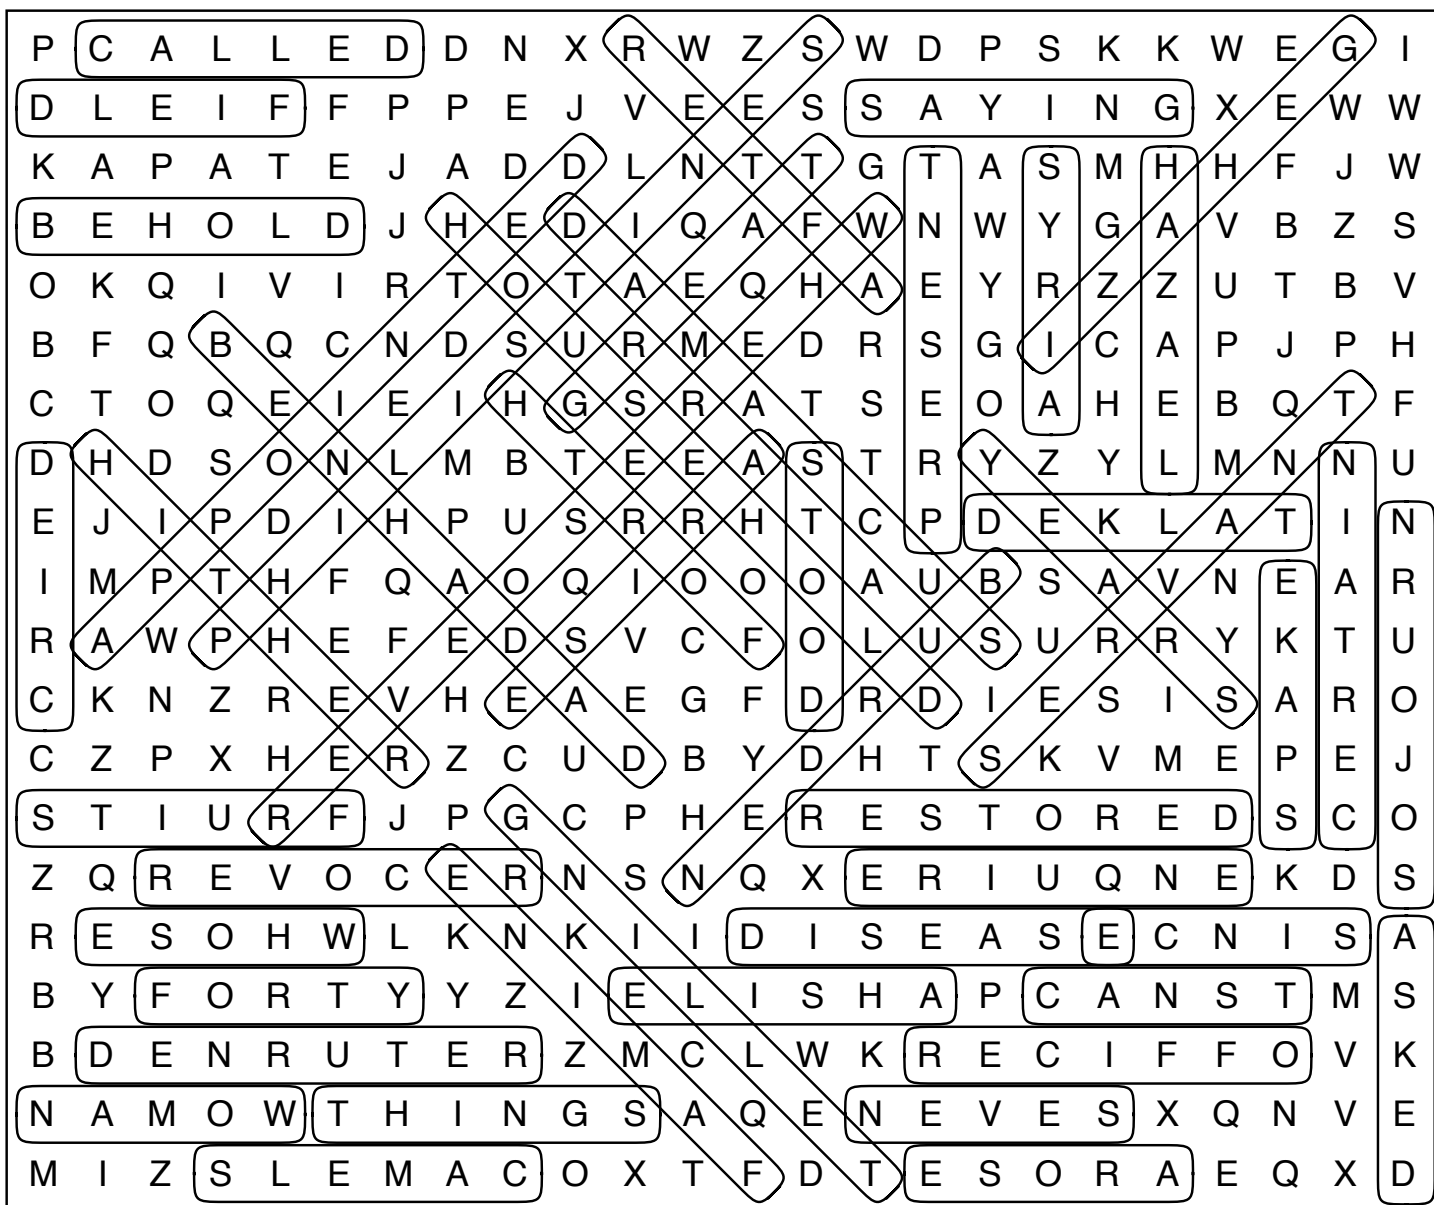 P C A L L E D D N X R W Z S W D P S K K W E G I
D L E I F F P P E J V E E S S A Y I N G X E W W
K A P A T E J A D D L N T T G T A S M H H F J W
B E H O L D J H E D I Q A F W N W Y G A V B Z S
O K Q I V I R T O T A E Q H A E Y R Z Z U T B V
B F Q B Q C N D S U R M E D R S G I C A P J P H
C T O Q E I E I H G S R A T S E O A H E B Q T F
D H D S O N L M B T E E A S T R Y Z Y L M N N U
E J I P D I H P U S R R H T C P D E K L A T I N
I M P T H F Q A O Q I O O O A U B S A V N E A R
R A W P H E F E D S V C F O L U S U R R Y K T U
C K N Z R E V H E A E G F D R D I E S I S A R O
C Z P X H E R Z C U D B Y D H T S K V M E P E J
S T I U R F J P G C P H E R E S T O R E D S C O
Z Q R E V O C E R N S N Q X E R I U Q N E K D S
R E S O H W L K N K I I D I S E A S E C N I S A
B Y F O R T Y Y Z I E L I S H A P C A N S T M S
B D E N R U T E R Z M C L W K R E C I F F O V K
N A M O W T H I N G S A Q E N E V E S X Q N V E
M I Z S L E M A C O X T F D T E S O R A E Q X D